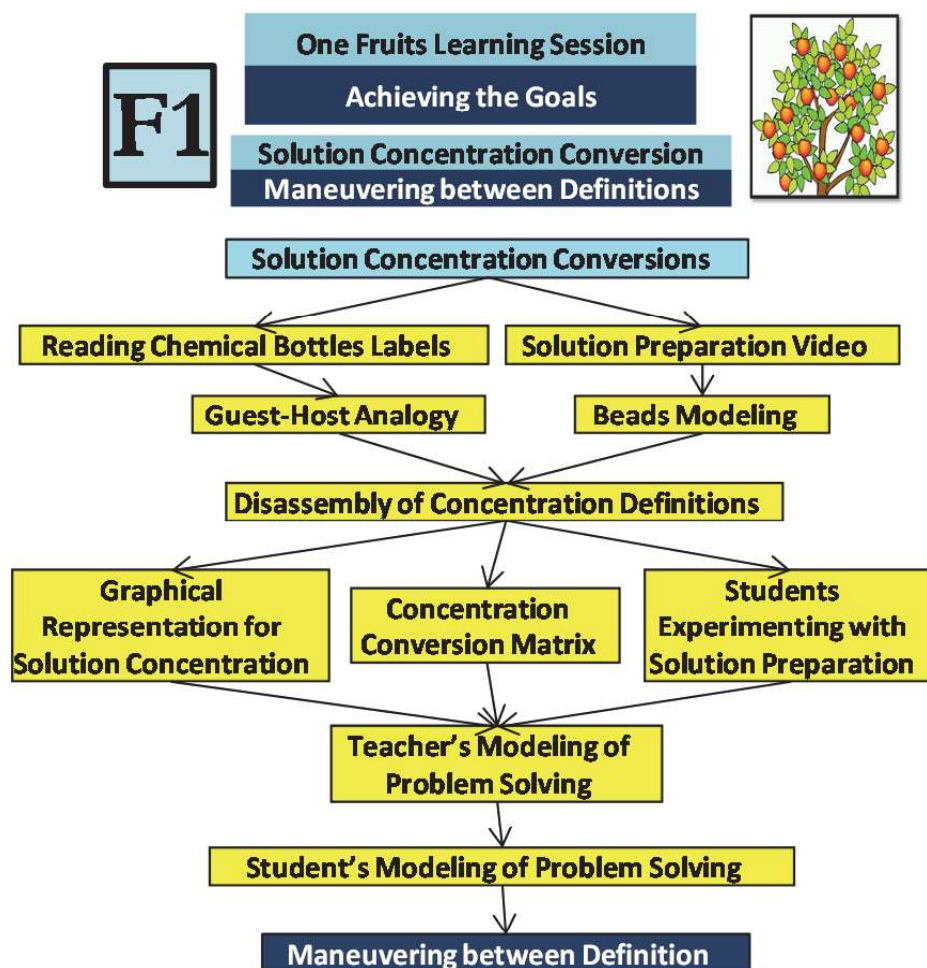 One Fruits Learning Session
Achieving the Goals
F1
Solution Concentration Conversion
Maneuvering between Definitions
Solution Concentration Conversions
Reading Chemical Bottles Labels
Solution Preparation Video
Guest-Host Analogy
Beads Modeling
Disassembly of Concentration Definitions
Graphical
Representation for
Solution Concentration
Concentration
Conversion Matrix
Students
Experimenting with
Solution Preparation
Teacher's Modeling of
Problem Solving
Student's Modeling of Problem Solving
Maneuvering between Definition